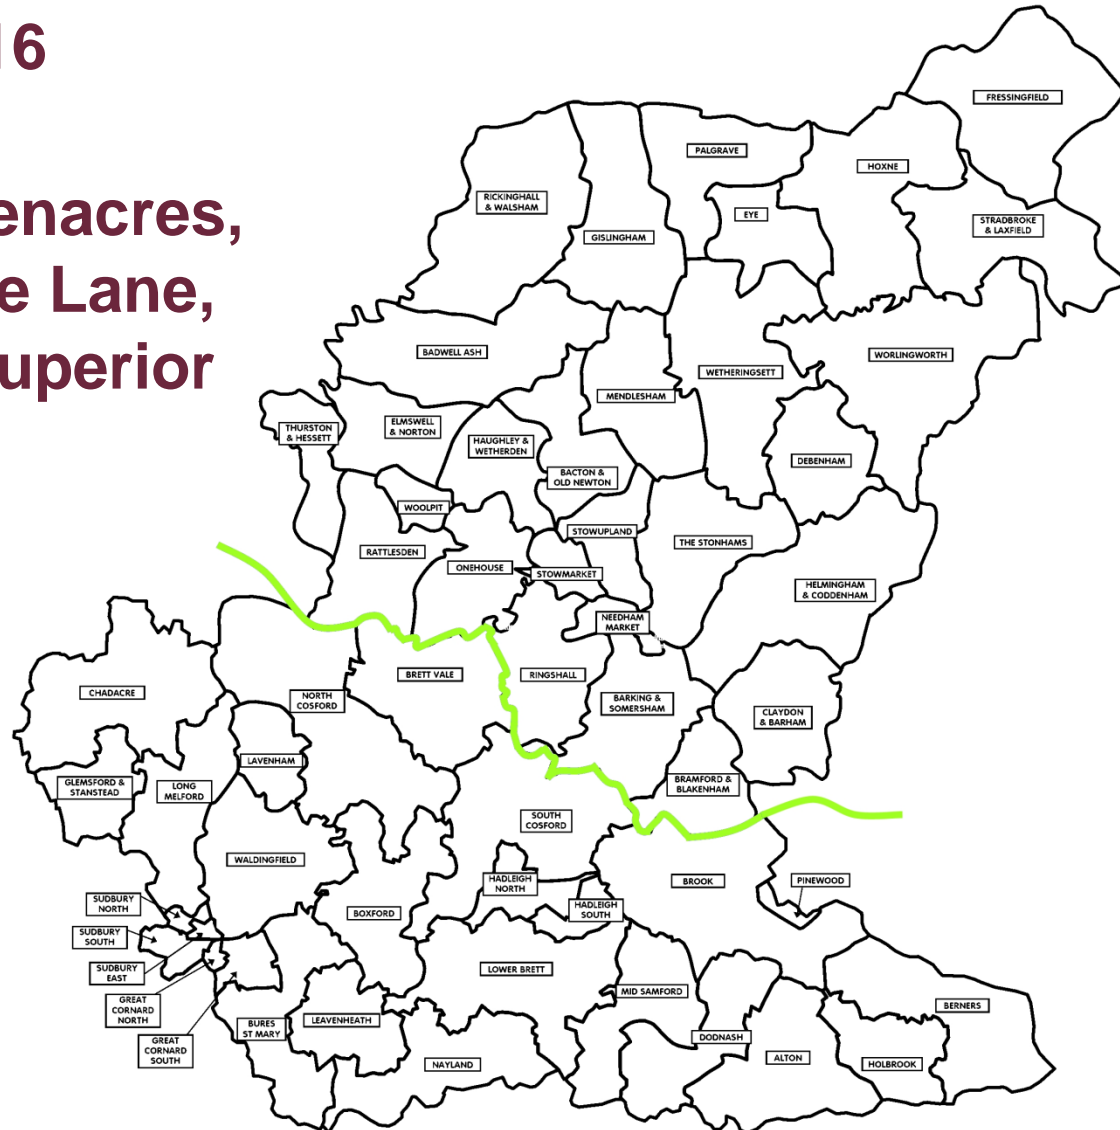 16
enacres,
e Lane,
uperior
FRESSINGFIELD
PALGRAVE
HOXNE
RICKINGHALL
& WALSHAM
EYE
STRADBROKE
& LAXFIELD
GISLINGHAM
BADWELL ASH
WORLINGWORTH
WETHERINGSETT
MENDLESHAM
THURSTON
& HESSETT
ELMSWELL
& NORTON
HAUGHLEY &
WETHERDEN
DEBENHAM
BACTON &
OLD NEWTON
WOOLPIT
STOWUPLAND
THE STONHAMS
RATTLESDEN
ONEHOUSE
STOWMARKET
HELMINGHAM
& CODDENHAM
NEEDHAM
MARKET
BRETT VALE
RINGSHALL
CHADACRE
NORTH
COSFORD
BARKING &
SOMERSHAM
CLAYDON
& BARHAM
LAVENHAM
GLEMSFORD &
STANSTEAD
LONG
MELFORD
BRAMFORD &
BLAKENHAM
SOUTH
COSFORD
WALDINGFIELD
HADLEIGH
NORTH
BROOK
PINEWOOD
SUDBURY
NORTH
BOXFORD
HADLEIGH
SOUTH
SUDBURY
SOUTH
SUDBURY
EAST
LOWER BRETT
MID SAMFORD
GREAT
CORNARD
NORTH
BERNERS
BURES
ST MARY
LEAVENHEATH
DODNASH
GREAT
CORNARD
SOUTH
NAYLAND
ALTON
HOLBROOK